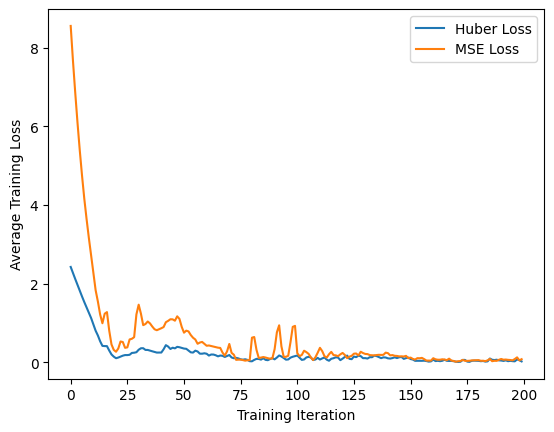 Huber Loss
MSE Loss
8
6
4
2
0
Average Training Loss
0 25 50 75 100 125 150 175 200
Training Iteration